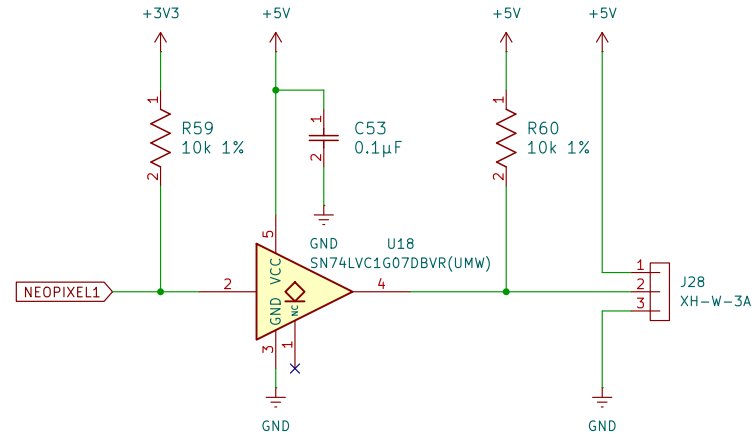 +3V3
+5V
+5V
+5V
1
R59
10k 1%
2
1
C53
0.1µF
2
1
R60
10k 1%
2
GND
U18
SN74LVC1G07DBVR(UMW)
5
VCC
NEOPIXEL1
2
4
GND
NC
3
1
1
2
3
J28
XH-W-3A
GND
GND